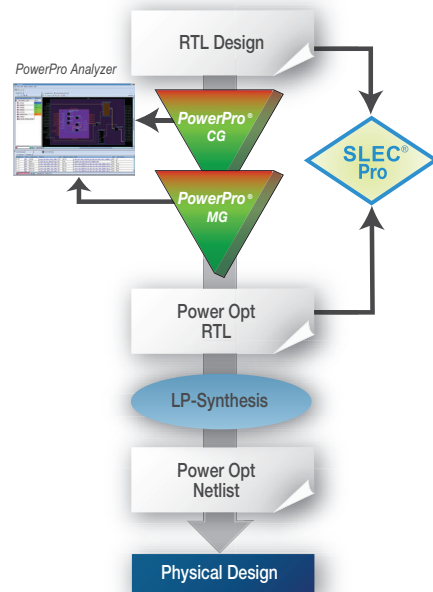 RTL Design
PowerPro Analyzer
PowerPro®
CG
SLEC®
Pro
PowerPro®
MG
Power Opt
RTL
LP-Synthesis
Power Opt
Netlist
Physical Design